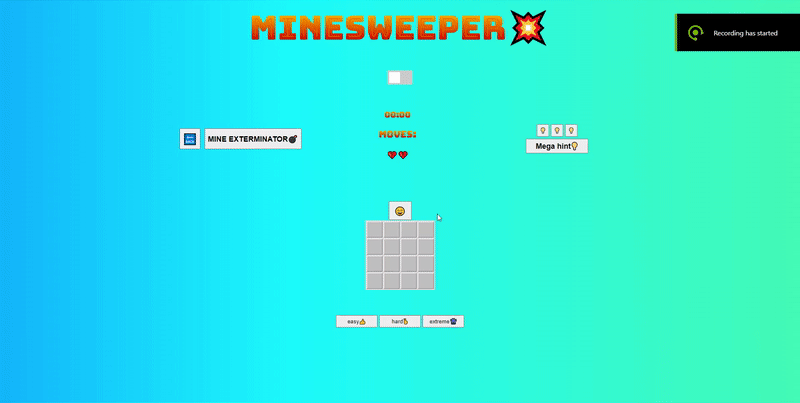 MINESWEEPER
Recording has started
00:00
MOVES:
MINE EXTERMINATOR
Mega hint
easy
hard
extreme